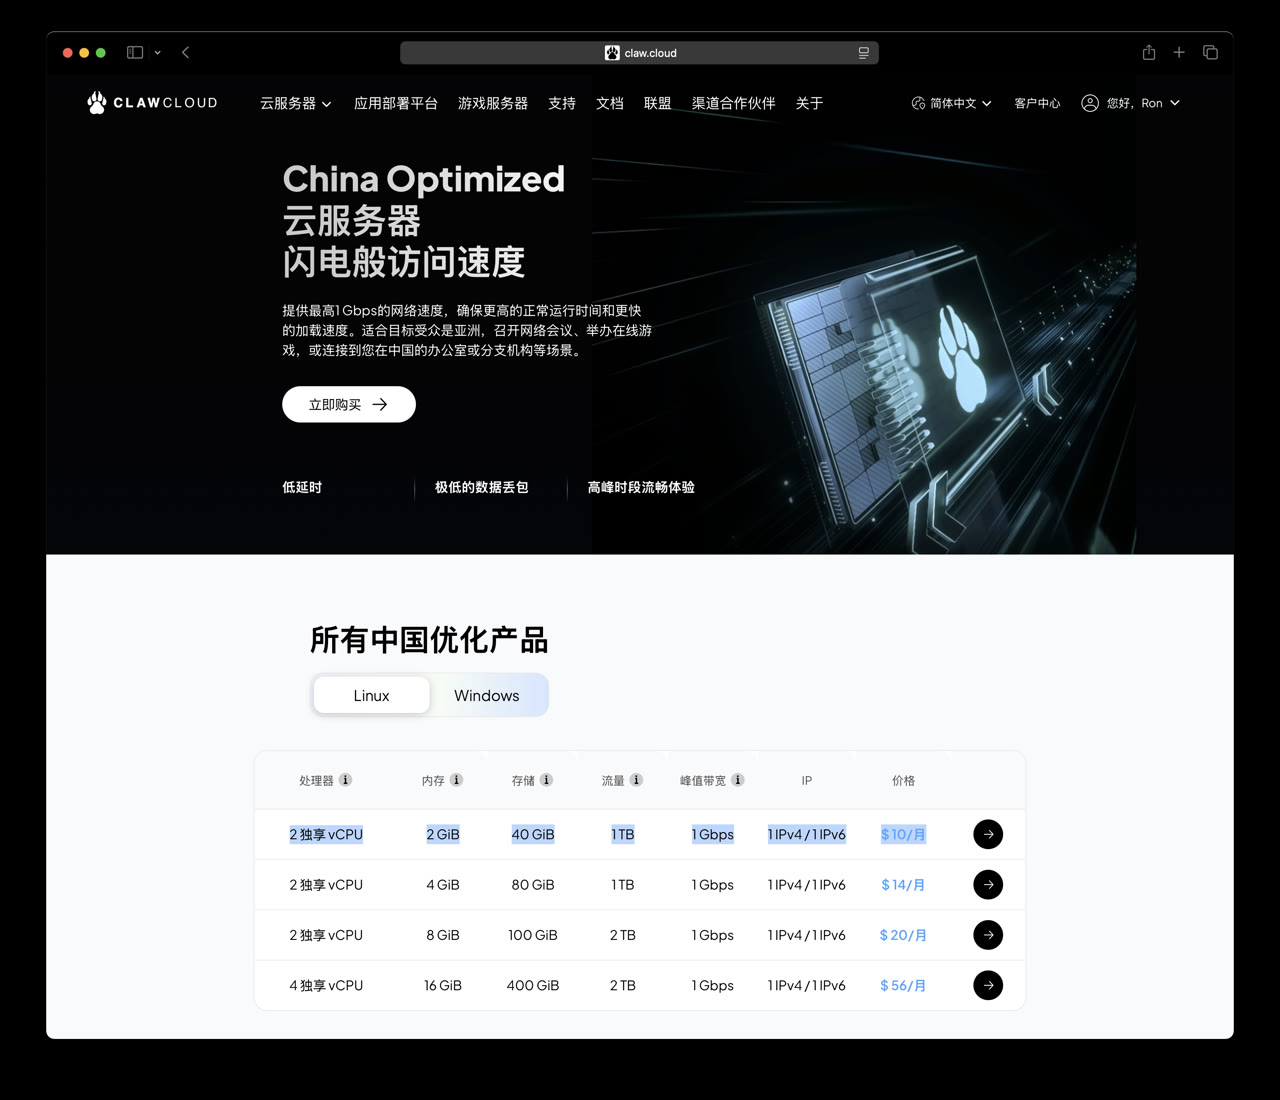 claw.cloud
CLAWCLOUD 云服务器 应用部署平台 游戏服务器 支持 文档 联盟 渠道合作伙伴 关于 简体中文 客户中心 您好，Ron
China Optimized
云服务器
闪电般访问速度
提供最高1 Gbps的网络速度，确保更高的正常运行时间和更快
的加载速度。适合目标受众是亚洲，召开网络会议、举办在线游
戏，或连接到您在中国的办公室或分支机构等场景。
立即购买
低延时 极低的数据丢包 高峰时段流畅体验
所有中国优化产品
Linux Windows
处理器 内存 存储 流量 峰值带宽 IP 价格
2 独享 vCPU 2 GiB 40 GiB 1 TB 1 Gbps 1 IPv4 / 1 IPv6 $ 10/月
2 独享 vCPU 4 GiB 80 GiB 1 TB 1 Gbps 1 IPv4 / 1 IPv6 $ 14/月
2 独享 vCPU 8 GiB 100 GiB 2 TB 1 Gbps 1 IPv4 / 1 IPv6 $ 20/月
4 独享 vCPU 16 GiB 400 GiB 2 TB 1 Gbps 1 IPv4 / 1 IPv6 $ 56/月